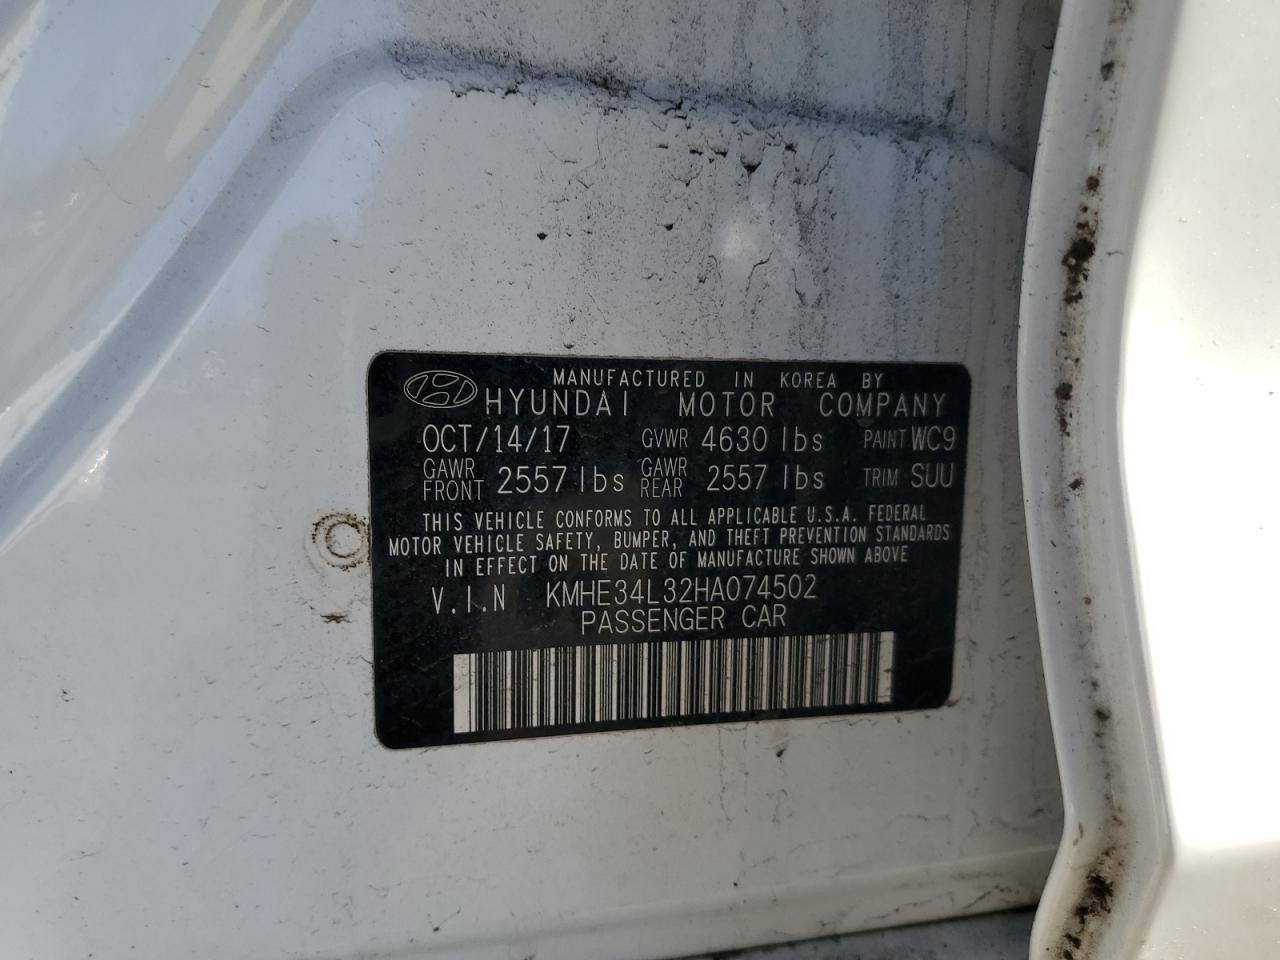 MANUFACTURED IN KOREA BY
HYUNDAI MOTOR COMPANY
OCT/14/17 GVWR 4630 lbs PAINT WC9
GAWR FRONT 2557 lbs GAWR REAR 2557 lbs TRIM SUU
THIS VEHICLE CONFORMS TO ALL APPLICABLE U.S.A. FEDERAL
MOTOR VEHICLE SAFETY, BUMPER, AND THEFT PREVENTION STANDARDS
IN EFFECT ON THE DATE OF MANUFACTURE SHOWN ABOVE
V.I.N KMHE34L32HA074502
PASSENGER CAR